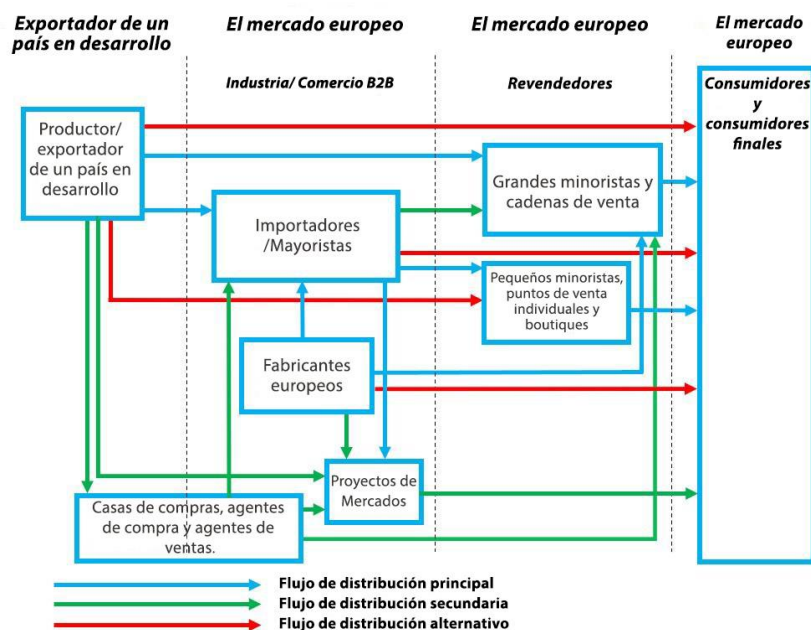 Exportador de un
país en desarrollo
El mercado europeo
El mercado europeo
El mercado
europeo
Industria/ Comercio B2B
Revendedores
Consumidores
y
consumidores
finales
Productor/
exportador
de un país en
desarrollo
Grandes minoristas y
cadenas de venta
Importadores
/Mayoristas
Pequeños minoristas,
puntos de venta
individuales y
boutiques
Fabricantes
europeos
Proyectos de
Mercados
Casas de compras, agentes
de compra y agentes de
ventas.
Flujo de distribución principal
Flujo de distribución secundaria
Flujo de distribución alternativo